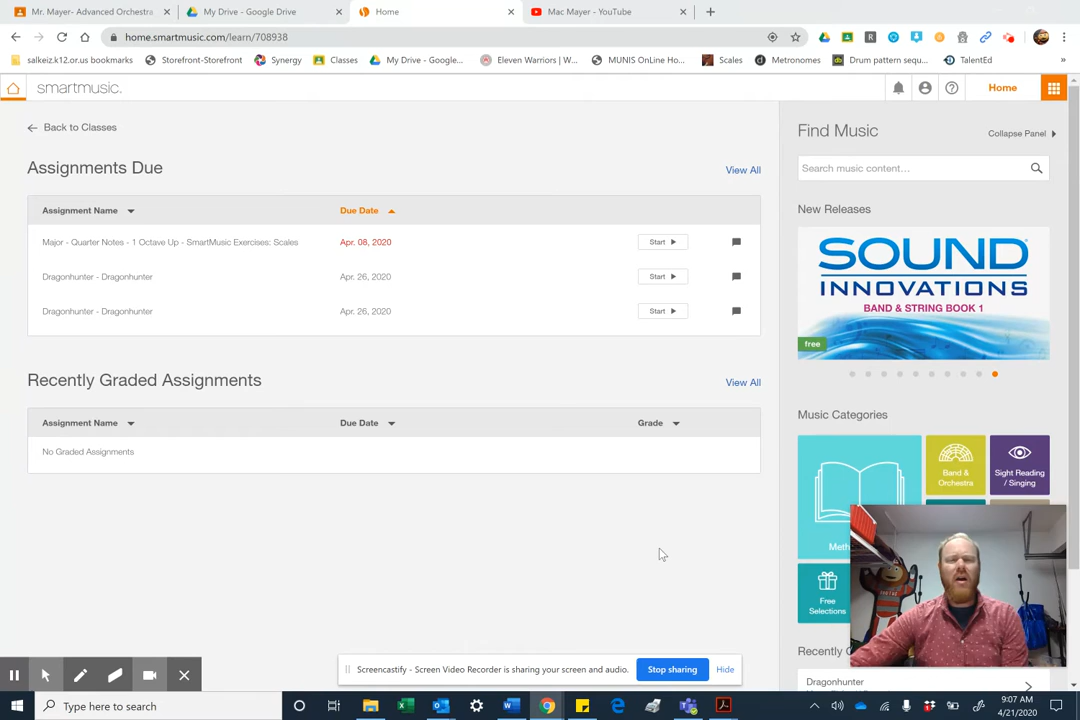 Mr. Mayer- Advanced Orchestra
My Drive - Google Drive
Home
Mac Mayer - YouTube
home.smartmusic.com/learn/708938
salkeiz.k12.or.us bookmarks
Storefront-Storefront
Synergy
Classes
My Drive - Google...
Eleven Warriors | W...
MUNIS OnLine Ho...
Scales
Metronomes
Drum pattern sequ...
TalentEd
smartmusic.
Home
Back to Classes
Find Music
Collapse Panel
Assignments Due
View All
Search music content...
Assignment Name
Due Date
New Releases
Major - Quarter Notes - 1 Octave Up - SmartMusic Exercises: Scales
Apr. 08, 2020
Start
Dragonhunter - Dragonhunter
Apr. 26, 2020
Start
Dragonhunter - Dragonhunter
Apr. 26, 2020
Start
SOUND
INNOVATIONS
BAND & STRING BOOK 1
free
Recently Graded Assignments
View All
Assignment Name
Due Date
Grade
No Graded Assignments
Music Categories
Band &
Orchestra
Sight Reading
/ Singing
Meth
Free
Selections
Recently
Dragonhunter
Screencastify - Screen Video Recorder is sharing your screen and audio.
Stop sharing
Hide
Type here to search
9:07 AM
4/21/2020